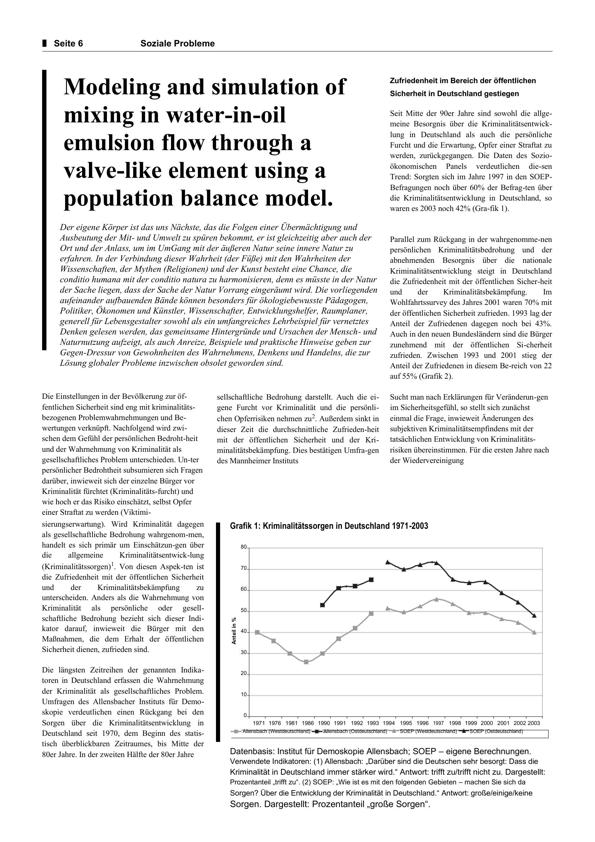 Seite 6 Soziale Probleme
Modeling and simulation of
mixing in water-in-oil
emulsion flow through a
valve-like element using a
population balance model.
Der eigene Körper ist das uns Nächste, das die Folgen einer Übermächtigung und
Ausbeutung der Mit- und Umwelt zu spüren bekommt, er ist gleichzeitig aber auch der
Ort und der Anlass, um im UmGang mit der äußeren Natur seine innere Natur zu
erfahren. In der Verbindung dieser Wahrheit (der Füße) mit den Wahrheiten der
Wissenschaften, der Mythen (Religionen) und der Kunst besteht eine Chance, die
conditio humana mit der conditio natura zu harmonisieren, denn es müsste in der Natur
der Sache liegen, dass der Sache der Natur Vorrang eingeräumt wird. Die vorliegenden
aufeinander aufbauenden Bände können besonders für ökologiebewusste Pädagogen,
Politiker, Ökonomen und Künstler, Wissenschafter, Entwicklungshelfer, Raumplaner,
generell für Lebensgestalter sowohl als ein umfangreiches Lehrbeispiel für vernetztes
Denken gelesen werden, das gemeinsame Hintergründe und Ursachen der Mensch- und
Naturnutzung aufzeigt, als auch Anreize, Beispiele und praktische Hinweise geben zur
Gegen-Dressur von Gewohnheiten des Wahrnehmens, Denkens und Handelns, die zur
Lösung globaler Probleme inzwischen obsolet geworden sind.
Zufriedenheit im Bereich der öffentlichen
Sicherheit in Deutschland gestiegen
Seit Mitte der 90er Jahre sind sowohl die allge-
meine Besorgnis über die Kriminalitätsentwick-
lung in Deutschland als auch die persönliche
Furcht und die Erwartung, Opfer einer Straftat zu
werden, zurückgegangen. Die Daten des Sozio-
ökonomischen Panels verdeutlichen die-sen
Trend: Sorgten sich im Jahre 1997 in den SOEP-
Befragungen noch über 60% der Befrag-ten über
die Kriminalitätsentwicklung in Deutschland, so
waren es 2003 noch 42% (Gra-fik 1).
Parallel zum Rückgang in der wahrgenomme-nen
persönlichen Kriminalitätsbedrohung und der
abnehmenden Besorgnis über die nationale
Kriminalitätsentwicklung steigt in Deutschland
die Zufriedenheit mit der öffentlichen Sicher-heit
und der Kriminalitätsbekämpfung. Im
Wohlfahrtssurvey des Jahres 2001 waren 70% mit
der öffentlichen Sicherheit zufrieden. 1993 lag der
Anteil der Zufriedenen dagegen noch bei 43%.
Auch in den neuen Bundesländern sind die Bürger
zunehmend mit der öffentlichen Si-cherheit
zufrieden. Zwischen 1993 und 2001 stieg der
Anteil der Zufriedenen in diesem Be-reich von 22
auf 55% (Grafik 2).
Die Einstellungen in der Bevölkerung zur öf-
fentlichen Sicherheit sind eng mit kriminalitäts-
bezogenen Problemwahrnehmungen und Be-
wertungen verknüpft. Nachfolgend wird zwi-
schen dem Gefühl der persönlichen Bedroht-heit
und der Wahrnehmung von Kriminalität als
gesellschaftliches Problem unterschieden. Un-ter
persönlicher Bedrohtheit subsumieren sich Fragen
darüber, inwieweit sich der einzelne Bürger vor
Kriminalität fürchtet (Kriminalitäts-furcht) und
wie hoch er das Risiko einschätzt, selbst Opfer
einer Straftat zu werden (Viktimi-
sierungserwartung). Wird Kriminalität dagegen
als gesellschaftliche Bedrohung wahrgenom-men,
handelt es sich primär um Einschätzun-gen über
die allgemeine Kriminalitätsentwick-lung
(Kriminalitätssorgen)1. Von diesen Aspek-ten ist
die Zufriedenheit mit der öffentlichen Sicherheit
und der Kriminalitätsbekämpfung zu
unterscheiden. Anders als die Wahrnehmung von
Kriminalität als persönliche oder gesell-
schaftliche Bedrohung bezieht sich dieser Indi-
kator darauf, inwieweit die Bürger mit den
Maßnahmen, die dem Erhalt der öffentlichen
Sicherheit dienen, zufrieden sind.
Die längsten Zeitreihen der genannten Indika-
toren in Deutschland erfassen die Wahrnehmung
der Kriminalität als gesellschaftliches Problem.
Umfragen des Allensbacher Instituts für Demo-
skopie verdeutlichen einen Rückgang bei den
Sorgen über die Kriminalitätsentwicklung in
Deutschland seit 1970, dem Beginn des statis-
tisch überblickbaren Zeitraumes, bis Mitte der
80er Jahre. In der zweiten Hälfte der 80er Jahre
sellschaftliche Bedrohung darstellt. Auch die ei-
gene Furcht vor Kriminalität und die persönli-
chen Opferrisiken nehmen zu2. Außerdem sinkt in
dieser Zeit die durchschnittliche Zufrieden-heit
mit der öffentlichen Sicherheit und der Kri-
minalitätsbekämpfung. Dies bestätigen Umfra-gen
des Mannheimer Instituts
Sucht man nach Erklärungen für Veränderun-gen
im Sicherheitsgefühl, so stellt sich zunächst
einmal die Frage, inwieweit Änderungen des
subjektiven Kriminalitätsempfindens mit der
tatsächlichen Entwicklung von Kriminalitäts-
risiken übereinstimmen. Für die ersten Jahre nach
der Wiedervereinigung
Grafik 1: Kriminalitätssorgen in Deutschland 1971-2003
80
70
60
50
40
30
20
10
0
Anteil in %
1971 1976 1981 1986 1990 1991 1992 1993 1994 1995 1996 1997 1998 1999 2000 2001 2002 2003
Allensbach (Westdeutschland) Allensbach (Ostdeutschland) SOEP (Westdeutschland) SOEP (Ostdeutschland)
Datenbasis: Institut für Demoskopie Allensbach; SOEP – eigene Berechnungen.
Verwendete Indikatoren: (1) Allensbach: „Darüber sind die Deutschen sehr besorgt: Dass die
Kriminalität in Deutschland immer stärker wird.“ Antwort: trifft zu/trifft nicht zu. Dargestellt:
Prozentanteil „trifft zu“. (2) SOEP: „Wie ist es mit den folgenden Gebieten – machen Sie sich da
Sorgen? Über die Entwicklung der Kriminalität in Deutschland.“ Antwort: große/einige/keine
Sorgen. Dargestellt: Prozentanteil „große Sorgen“.